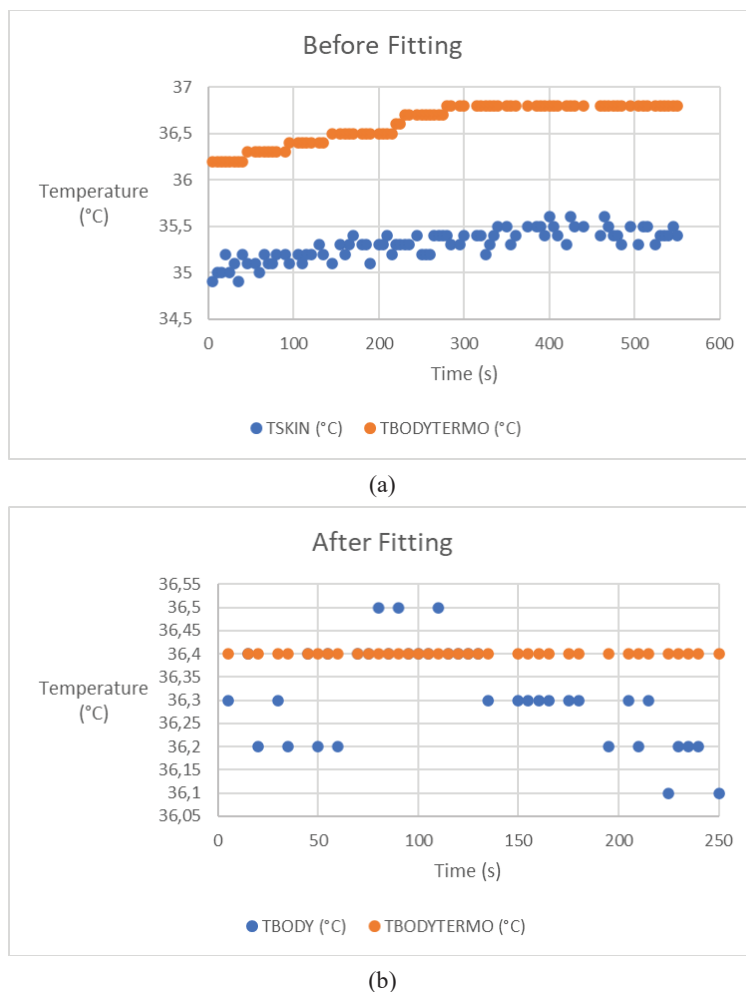 Before Fitting
37
36,5
36
35,5
35
34,5
Temperature
(°C)
0 100 200 300 400 500 600
Time (s)
TSKIN (°C) TBODYTERMO (°C)
(a)
After Fitting
36,55
36,5
36,45
36,4
36,35
36,3
36,25
36,2
36,15
36,1
36,05
Temperature
(°C)
0 50 100 150 200 250
Time (s)
TBODY (°C) TBODYTERMO (°C)
(b)